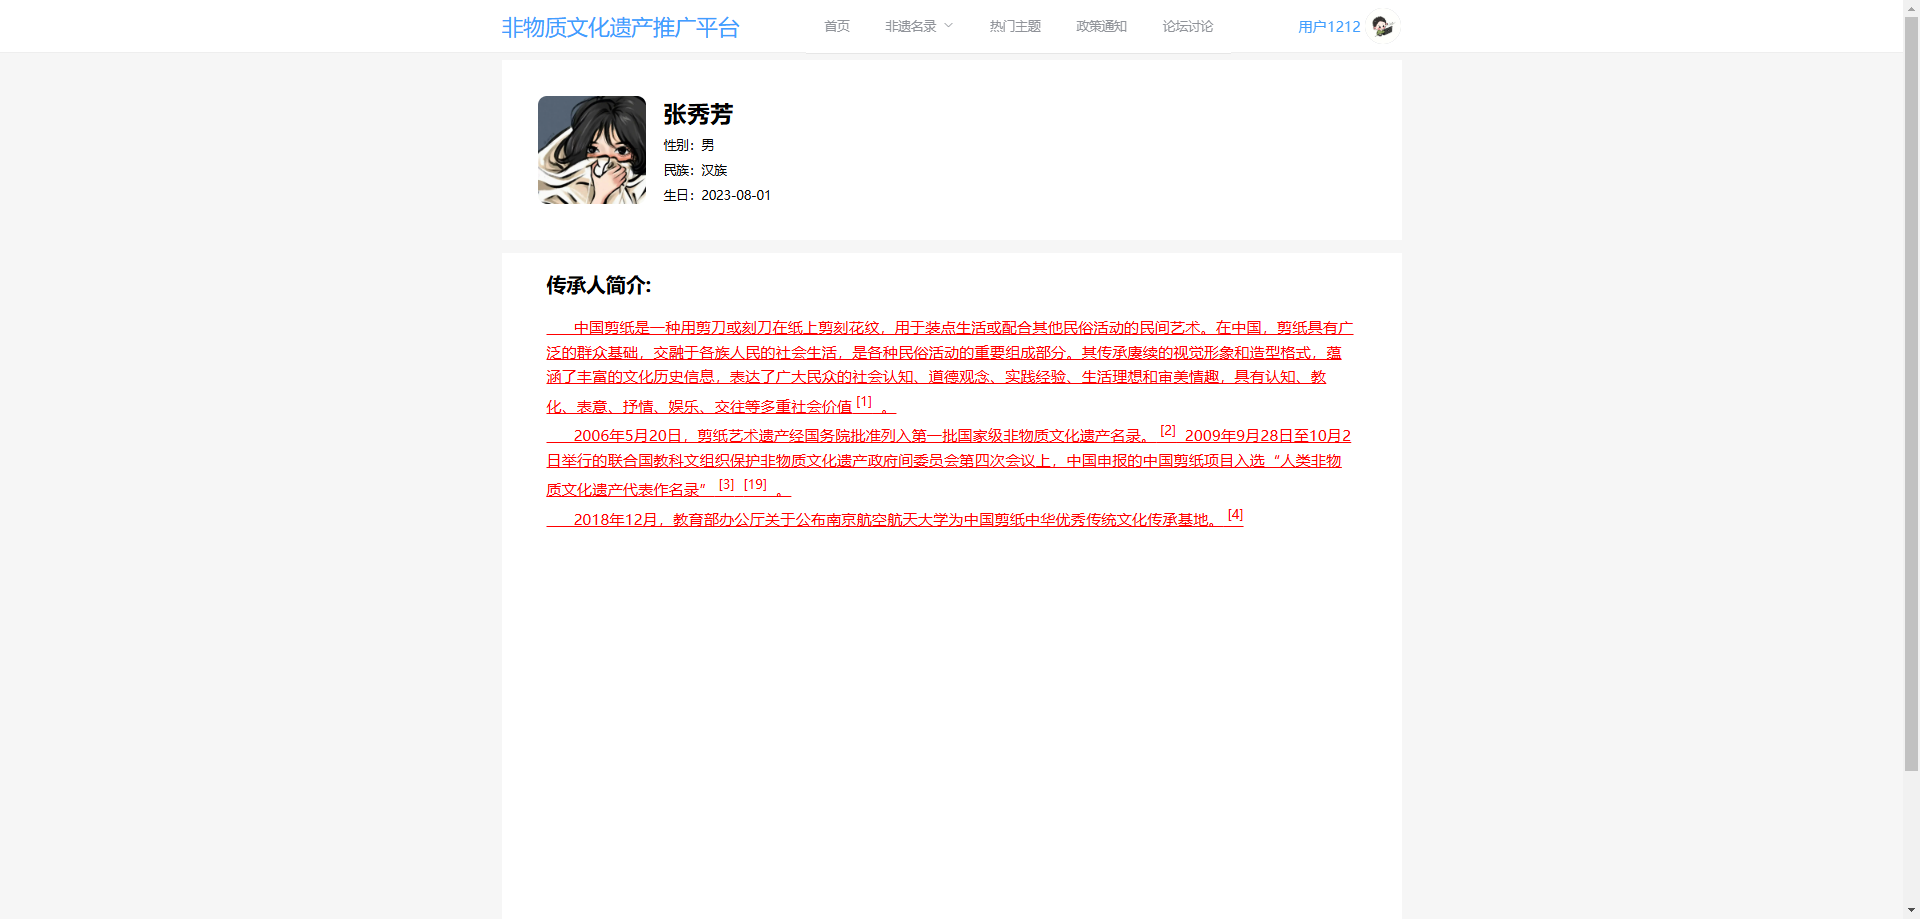 非物质文化遗产推广平台 首页 非遗名录 热门主题 政策通知 论坛讨论 用户1212
张秀芳
性别：男
民族：汉族
生日：2023-08-01
传承人简介:
中国剪纸是一种用剪刀或刻刀在纸上剪刻花纹，用于装点生活或配合其他民俗活动的民间艺术。在中国，剪纸具有广
泛的群众基础，交融于各族人民的社会生活，是各种民俗活动的重要组成部分。其传承赓续的视觉形象和造型格式，蕴
涵了丰富的文化历史信息，表达了广大民众的社会认知、道德观念、实践经验、生活理想和审美情趣，具有认知、教
化、表意、抒情、娱乐、交往等多重社会价值 [1] 。
2006年5月20日，剪纸艺术遗产经国务院批准列入第一批国家级非物质文化遗产名录。 [2] 2009年9月28日至10月2
日举行的联合国教科文组织保护非物质文化遗产政府间委员会第四次会议上，中国申报的中国剪纸项目入选“人类非物
质文化遗产代表作名录” [3] [19] 。
2018年12月，教育部办公厅关于公布南京航空航天大学为中国剪纸中华优秀传统文化传承基地。 [4]